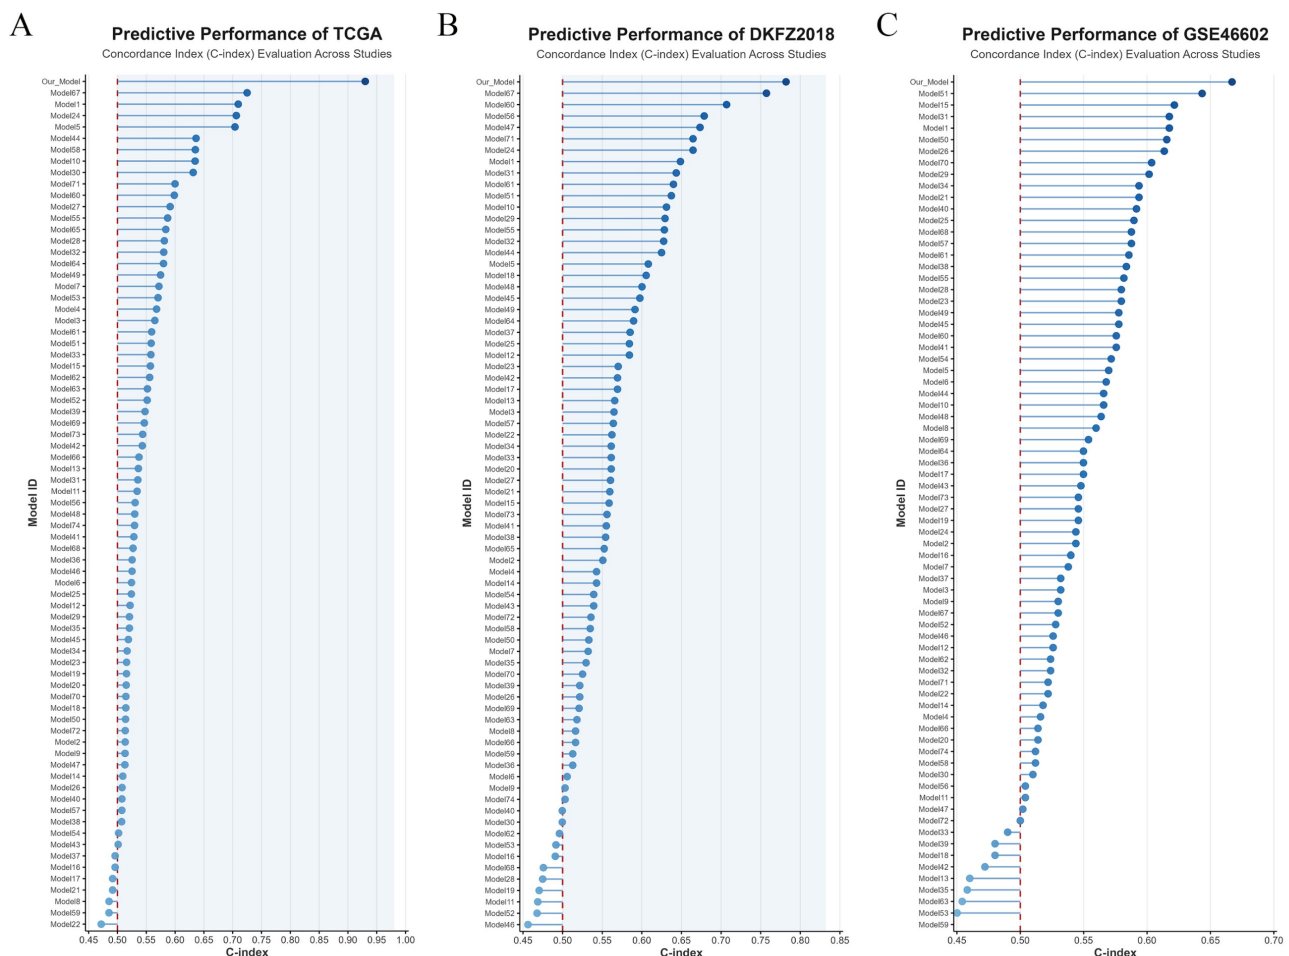 A
Predictive Performance of TCGA
Concordance Index (C-index) Evaluation Across Studies
Model ID
Our_Model
Model67
Model1
Model24
Model5
Model44
Model58
Model10
Model30
Model71
Model60
Model27
Model55
Model65
Model28
Model32
Model64
Model49
Model7
Model53
Model4
Model3
Model61
Model51
Model33
Model15
Model62
Model63
Model52
Model39
Model69
Model73
Model42
Model66
Model13
Model31
Model11
Model56
Model48
Model74
Model41
Model68
Model36
Model46
Model6
Model25
Model12
Model29
Model35
Model45
Model34
Model23
Model19
Model20
Model70
Model18
Model50
Model72
Model2
Model9
Model47
Model14
Model26
Model40
Model57
Model38
Model54
Model43
Model37
Model16
Model17
Model21
Model8
Model59
Model22
0.45 0.50 0.55 0.60 0.65 0.70 0.75 0.80 0.85 0.90 0.95 1.00
C-index
B
Predictive Performance of DKFZ2018
Concordance Index (C-index) Evaluation Across Studies
Model ID
Our_Model
Model67
Model60
Model56
Model47
Model71
Model24
Model1
Model31
Model61
Model51
Model10
Model29
Model55
Model32
Model44
Model5
Model18
Model48
Model45
Model49
Model64
Model37
Model25
Model12
Model23
Model42
Model17
Model13
Model3
Model57
Model22
Model34
Model33
Model20
Model27
Model21
Model15
Model73
Model41
Model38
Model65
Model2
Model4
Model14
Model54
Model43
Model72
Model58
Model50
Model7
Model35
Model70
Model39
Model26
Model69
Model63
Model8
Model66
Model59
Model36
Model6
Model9
Model74
Model40
Model30
Model62
Model53
Model16
Model68
Model28
Model19
Model11
Model52
Model46
0.45 0.50 0.55 0.60 0.65 0.70 0.75 0.80 0.85
C-index
C
Predictive Performance of GSE46602
Concordance Index (C-index) Evaluation Across Studies
Model ID
Our_Model
Model51
Model15
Model31
Model1
Model50
Model26
Model70
Model29
Model34
Model21
Model40
Model25
Model68
Model57
Model61
Model38
Model55
Model28
Model23
Model49
Model45
Model60
Model41
Model54
Model5
Model6
Model44
Model10
Model48
Model8
Model69
Model64
Model36
Model17
Model43
Model73
Model27
Model19
Model24
Model2
Model16
Model7
Model37
Model3
Model9
Model67
Model52
Model46
Model12
Model62
Model32
Model71
Model22
Model14
Model4
Model66
Model20
Model74
Model58
Model30
Model56
Model11
Model47
Model72
Model33
Model39
Model18
Model42
Model13
Model35
Model63
Model53
Model59
0.45 0.50 0.55 0.60 0.65 0.70
C-index